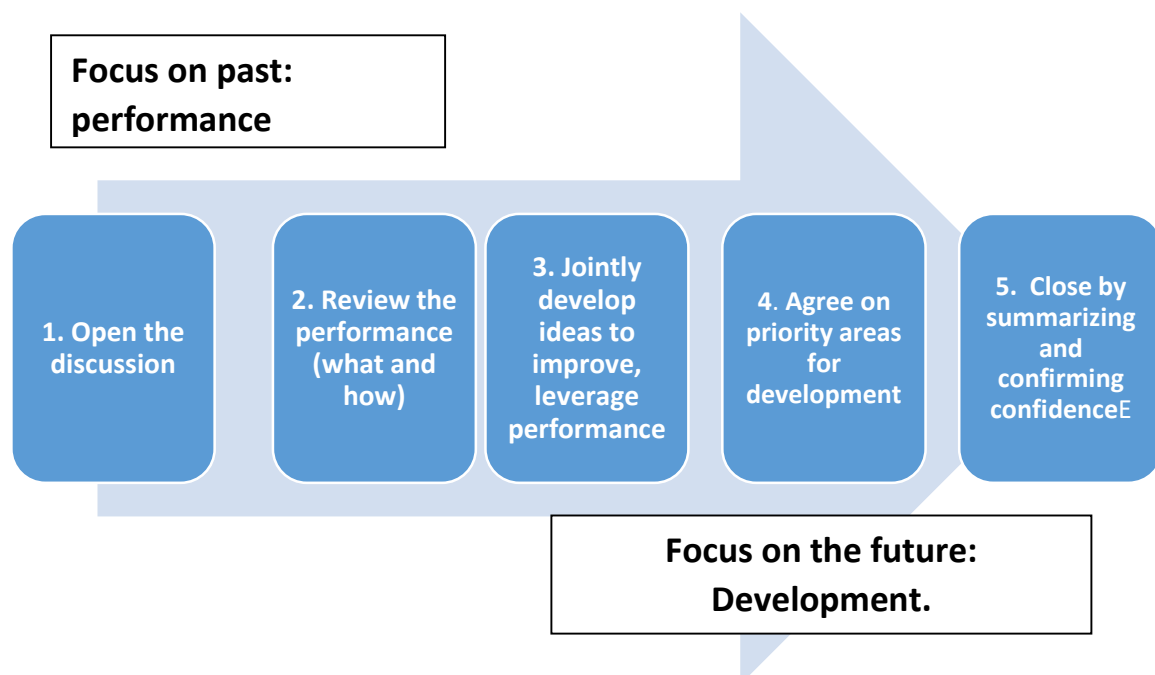 Focus on past:
performance
1. Open the
discussion
2. Review the
performance
(what and
how)
3. Jointly
develop
ideas to
improve,
leverage
performance
4. Agree on
priority areas
for
development
5. Close by
summarizing
and
confirming
confidenceE
Focus on the future:
Development.